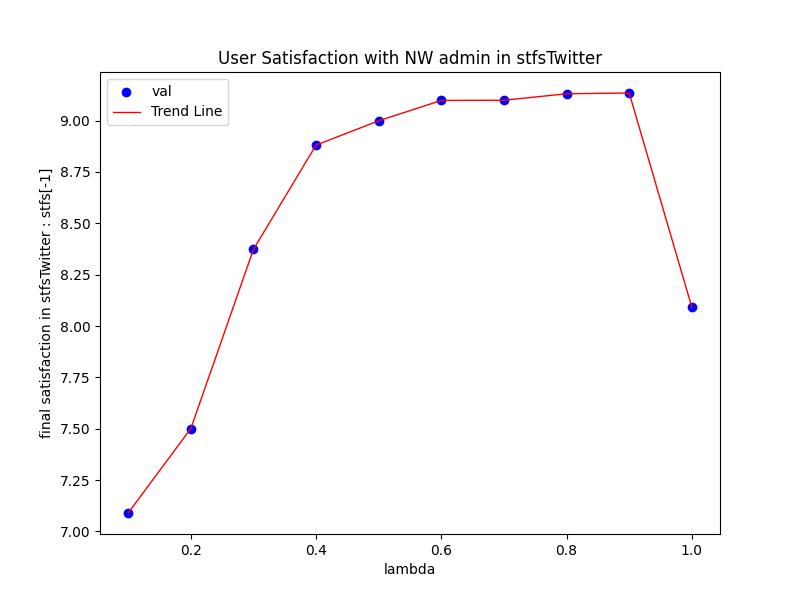 User Satisfaction with NW admin in stfsTwitter
val
Trend Line
final satisfaction in stfsTwitter : stfs[-1]
9.00
8.75
8.50
8.25
8.00
7.75
7.50
7.25
7.00
0.2 0.4 0.6 0.8 1.0
lambda